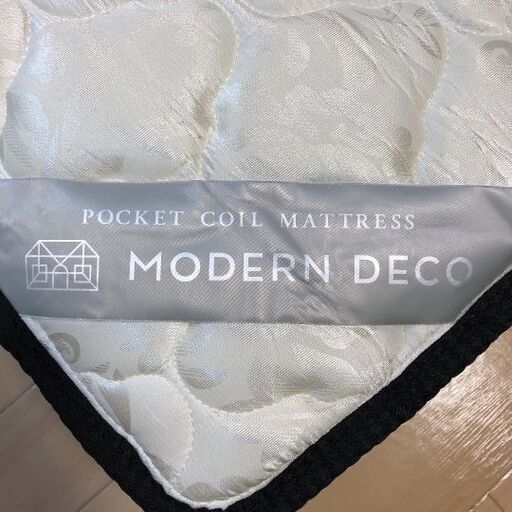 POCKET COIL MATTRESS
MODERN DECO